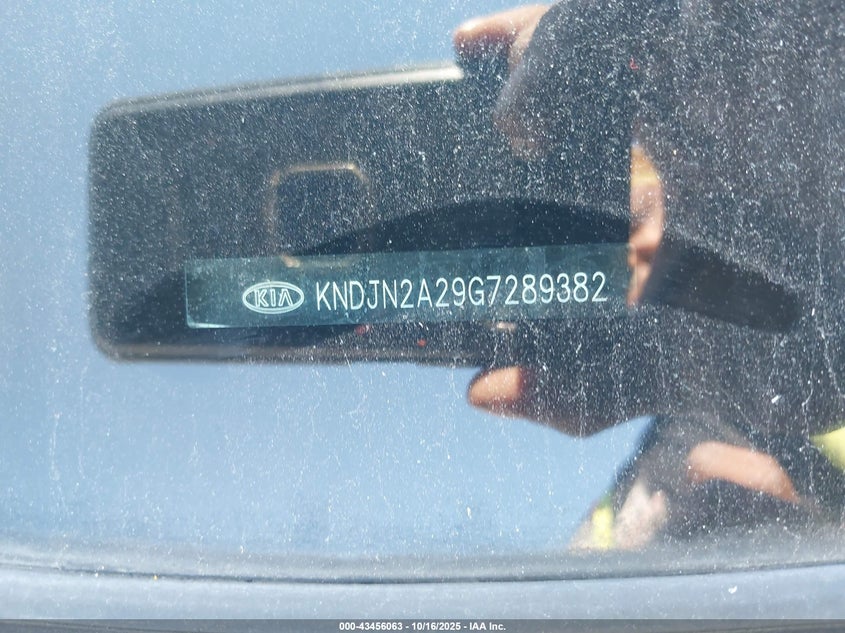 KIA KNDJN2A29G7289382
000-43456063 - 10/16/2025 - IAA Inc.